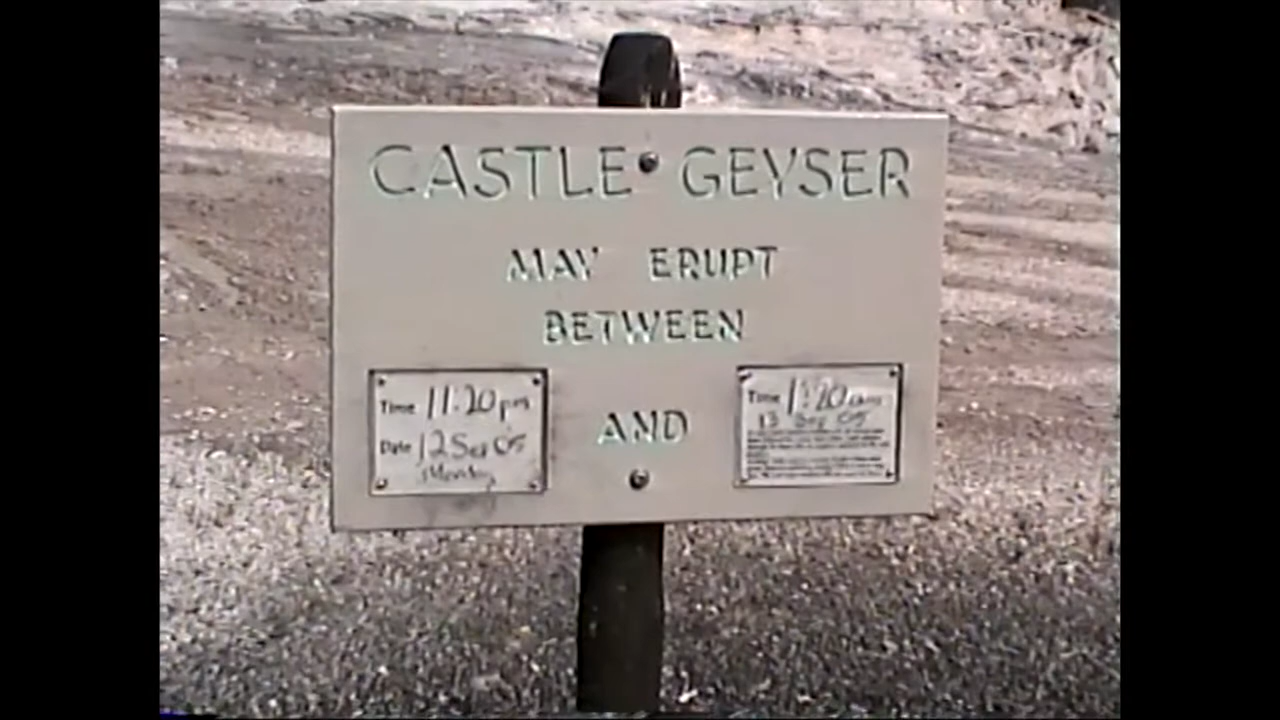 CASTLE GEYSER
MAY ERUPT
BETWEEN
Time 11:20 pm
Date 12 Sep 05
Monday
AND
Time 1:20 am
13 Sep 05